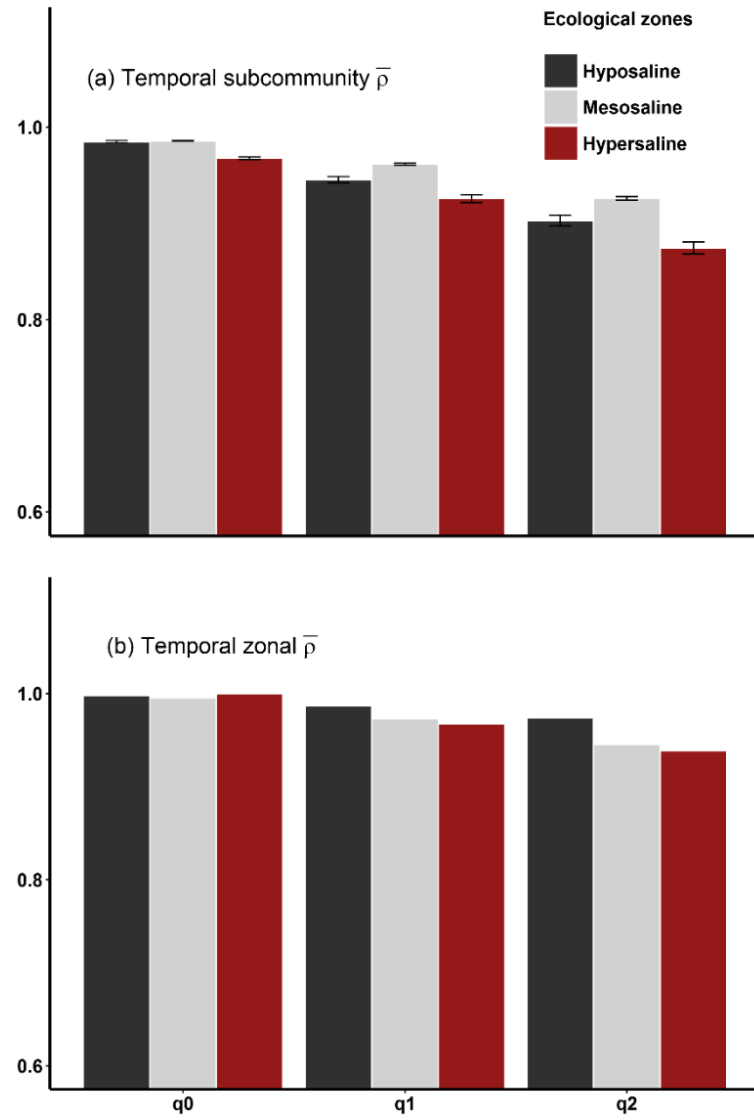 Ecological zones
(a) Temporal subcommunity ρ̅
Hyposaline
Mesosaline
Hypersaline
1.0
0.8
0.6
(b) Temporal zonal ρ̅
1.0
0.8
0.6
q0 q1 q2